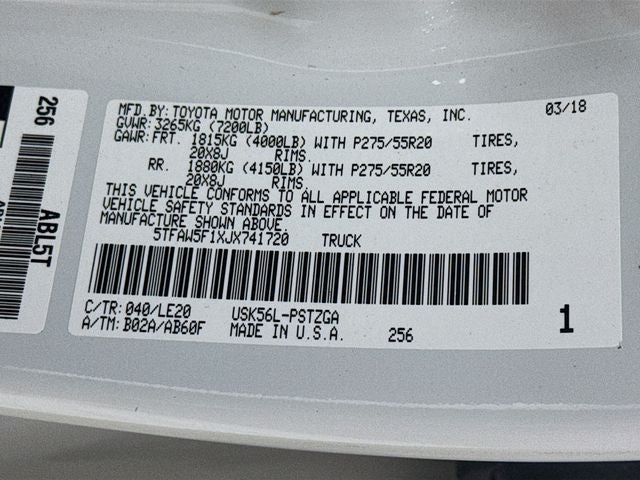 MFD.BY: TOYOTA MOTOR MANUFACTURING, TEXAS, INC. 03/18
GVWR: 3265KG (7200LB)
GAWR: FRT. 1815KG (4000LB) WITH P275/55R20 TIRES,
20X8J RIMS.
RR. 1880KG (4150LB) WITH P275/55R20 TIRES,
20X8J RIMS.
THIS VEHICLE CONFORMS TO ALL APPLICABLE FEDERAL MOTOR
VEHICLE SAFETY STANDARDS IN EFFECT ON THE DATE OF
MANUFACTURE SHOWN ABOVE.
5TFAW5F1XJX741720 TRUCK
C/TR: 040/LE20 USK56L-PSTZGA
A/TM: B02A/AB60F MADE IN U.S.A. 256
1
256
ABL5T